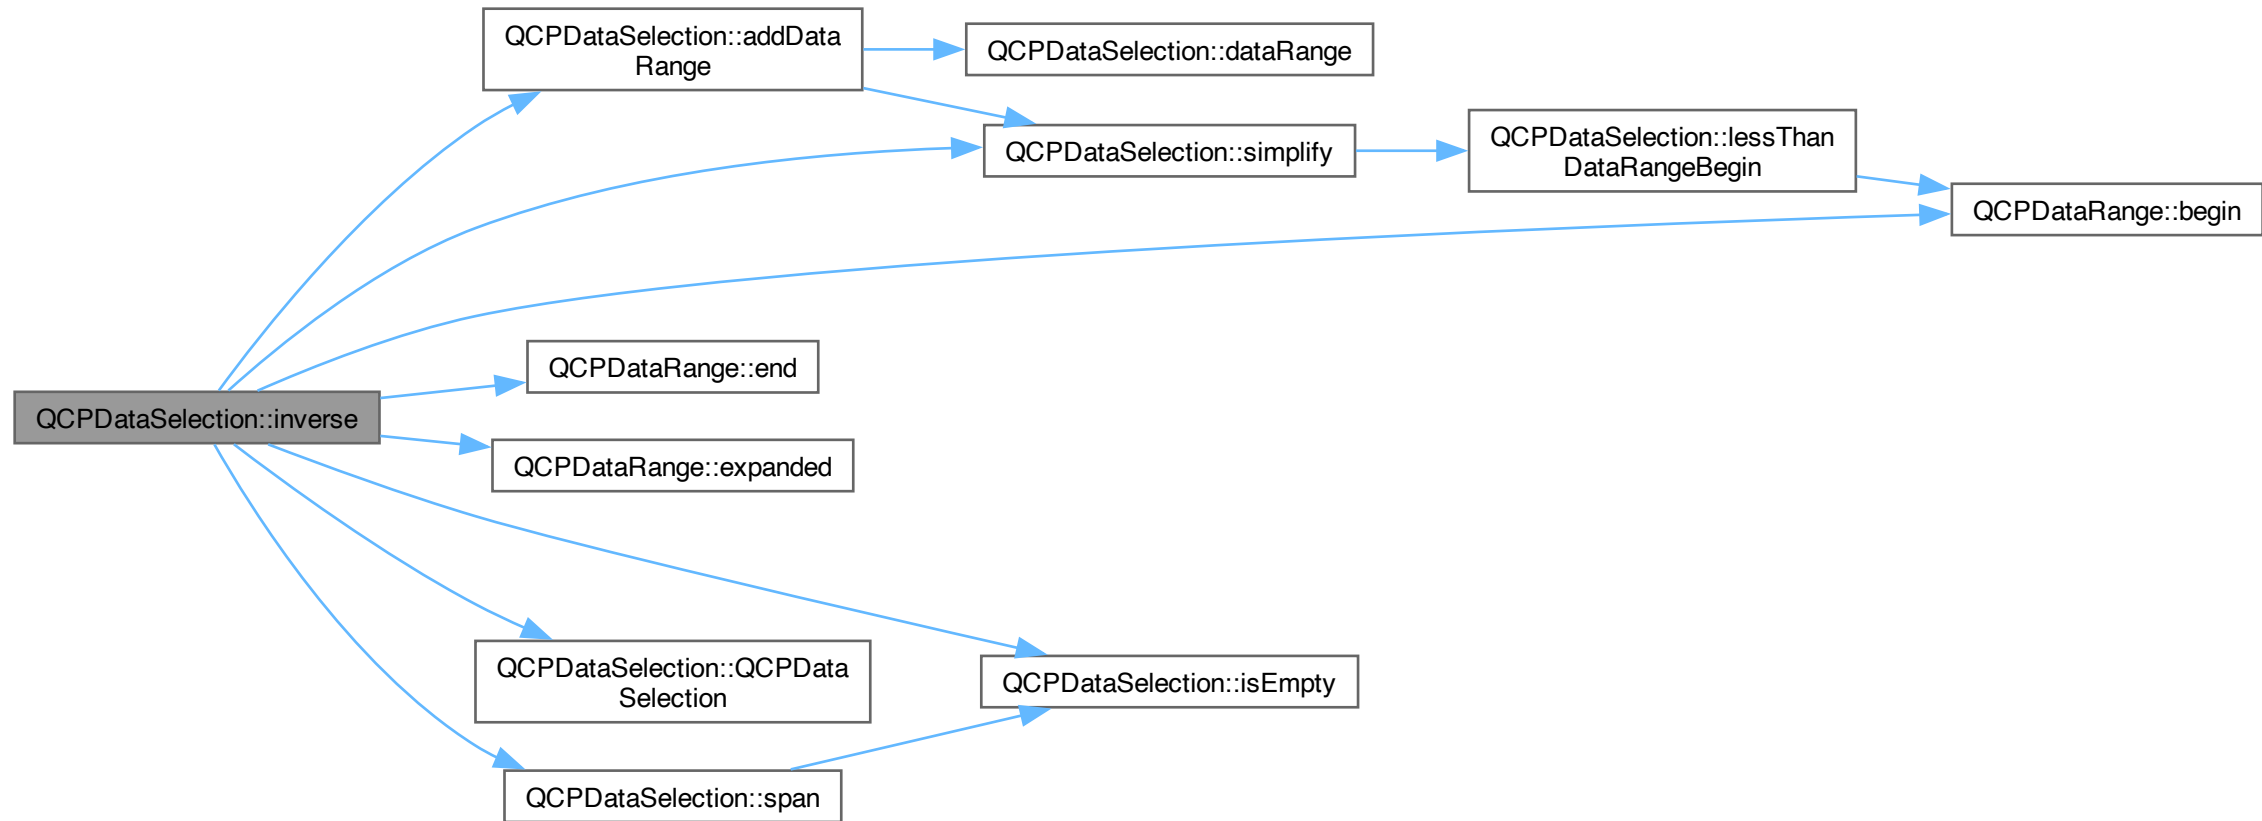 QCPDataSelection::addData
Range
QCPDataSelection::dataRange
QCPDataSelection::simplify
QCPDataSelection::lessThan
DataRangeBegin
QCPDataRange::begin
QCPDataRange::end
QCPDataSelection::inverse
QCPDataRange::expanded
QCPDataSelection::QCPData
Selection
QCPDataSelection::isEmpty
QCPDataSelection::span